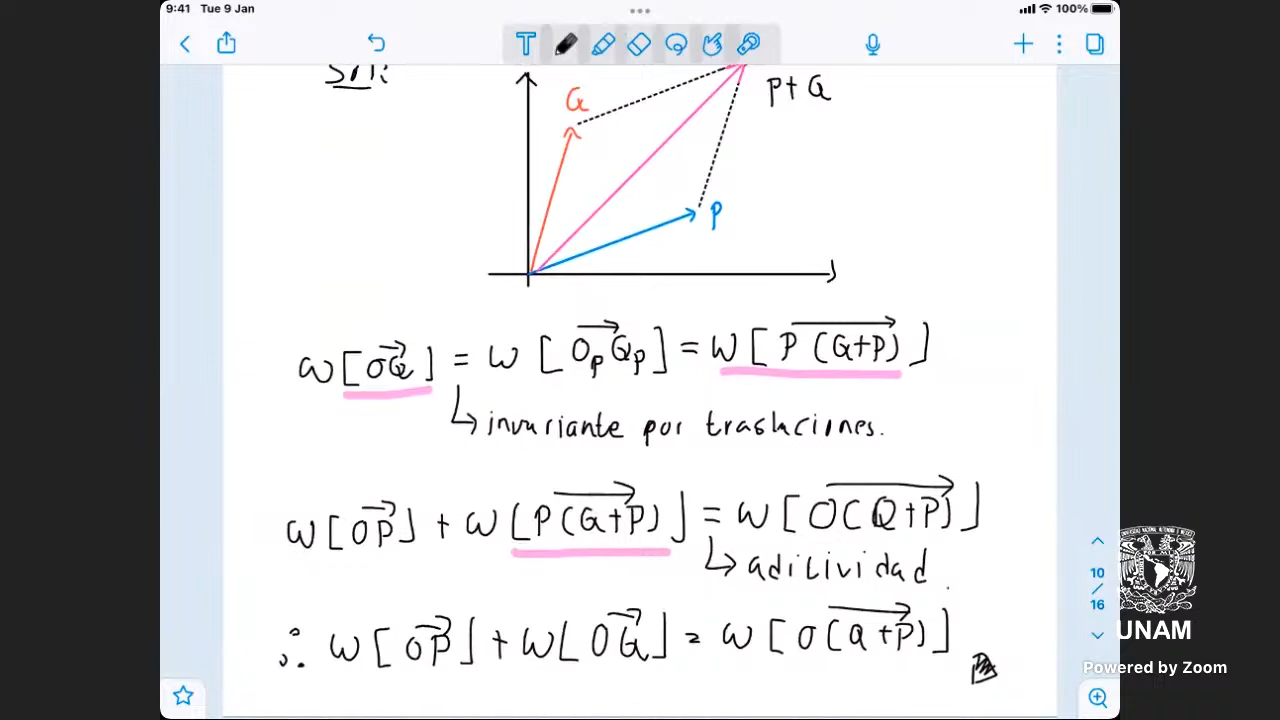 9:41 Tue 9 Jan
100%
Sol:
Q
P+Q
P
ω[OQ] = ω[O_P Q_P] = ω[P(Q+P)]
↳ invariante por traslaciones.
ω[OP] + ω[P(Q+P)] = ω[O(Q+P)]
↳ aditividad.
∴ ω[OP] + ω[OQ] = ω[O(Q+P)]
10
/
16
UNAM
Powered by Zoom